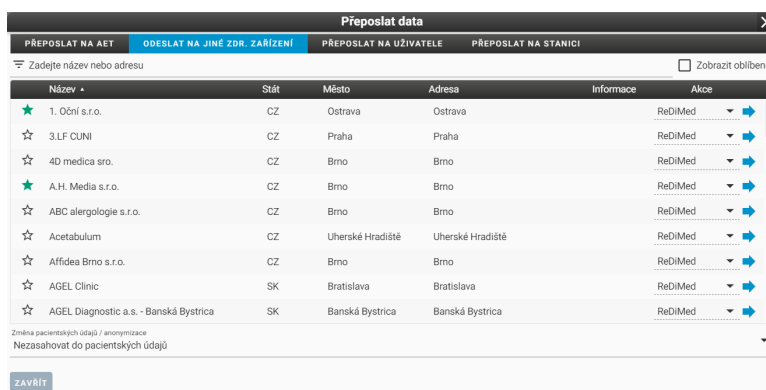 Přeposlat data
PŘEPOSLAT NA AET ODESLAT NA JINÉ ZDR. ZAŘÍZENÍ PŘEPOSLAT NA UŽIVATELE PŘEPOSLAT NA STANICI
Zadejte název nebo adresu Zobrazit oblíben
Název Stát Město Adresa Informace Akce
1. Oční s.r.o. CZ Ostrava Ostrava ReDiMed
3.LF CUNI CZ Praha Praha ReDiMed
4D medica sro. CZ Brno Brno ReDiMed
A.H. Media s.r.o. CZ Brno Brno ReDiMed
ABC alergologie s.r.o. CZ Brno Brno ReDiMed
Acetabulum CZ Uherské Hradiště Uherské Hradiště ReDiMed
Affidea Brno s.r.o. CZ Brno Brno ReDiMed
AGEL Clinic SK Bratislava Bratislava ReDiMed
AGEL Diagnostic a.s. - Banská Bystrica SK Banská Bystrica Banská Bystrica ReDiMed
Změna pacientských údajů / anonymizace
Nezasahovat do pacientských údajů
ZAVŘÍT